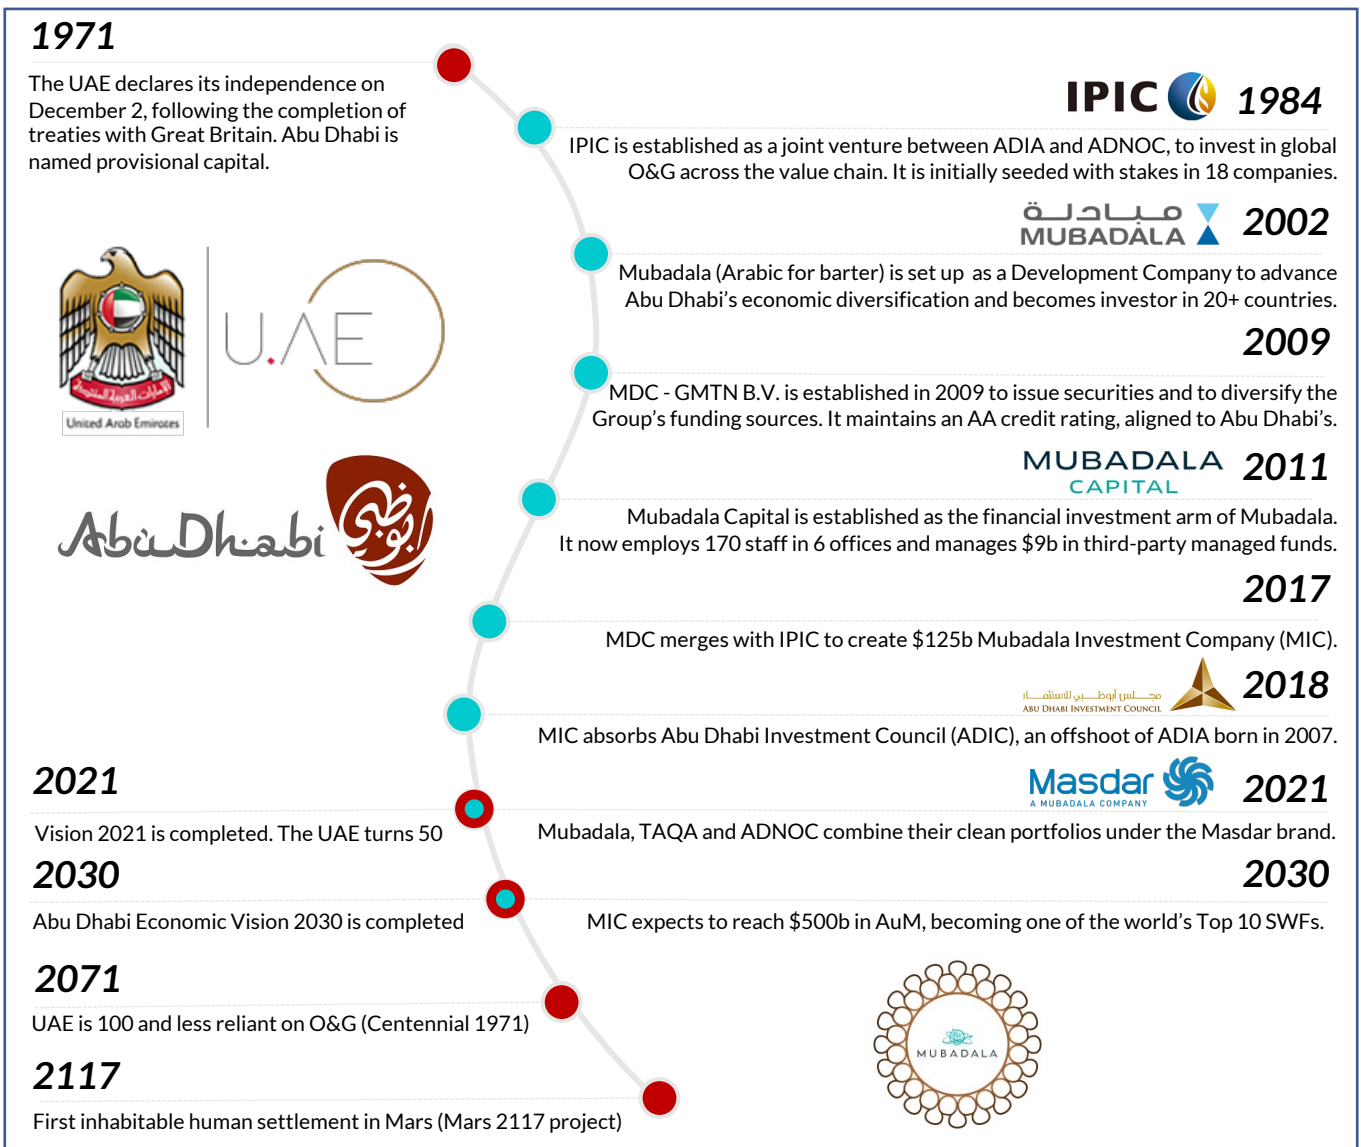 1971
The UAE declares its independence on
December 2, following the completion of
treaties with Great Britain. Abu Dhabi is
named provisional capital.
IPIC 1984
IPIC is established as a joint venture between ADIA and ADNOC, to invest in global
O&G across the value chain. It is initially seeded with stakes in 18 companies.
مبادلة
MUBADALA 2002
Mubadala (Arabic for barter) is set up as a Development Company to advance
Abu Dhabi's economic diversification and becomes investor in 20+ countries.
U.AE
الإمارات العربية المتحدة
United Arab Emirates
2009
MDC - GMTN B.V. is established in 2009 to issue securities and to diversify the
Group's funding sources. It maintains an AA credit rating, aligned to Abu Dhabi's.
Abu Dhabi أبوظبي
MUBADALA
CAPITAL 2011
Mubadala Capital is established as the financial investment arm of Mubadala.
It now employs 170 staff in 6 offices and manages $9b in third-party managed funds.
2017
MDC merges with IPIC to create $125b Mubadala Investment Company (MIC).
مجلس أبوظبي للاستثمار
ABU DHABI INVESTMENT COUNCIL 2018
MIC absorbs Abu Dhabi Investment Council (ADIC), an offshoot of ADIA born in 2007.
2021
Vision 2021 is completed. The UAE turns 50
Masdar
A MUBADALA COMPANY 2021
Mubadala, TAQA and ADNOC combine their clean portfolios under the Masdar brand.
2030
Abu Dhabi Economic Vision 2030 is completed
2030
MIC expects to reach $500b in AuM, becoming one of the world's Top 10 SWFs.
2071
UAE is 100 and less reliant on O&G (Centennial 1971)
MUBADALA
2117
First inhabitable human settlement in Mars (Mars 2117 project)